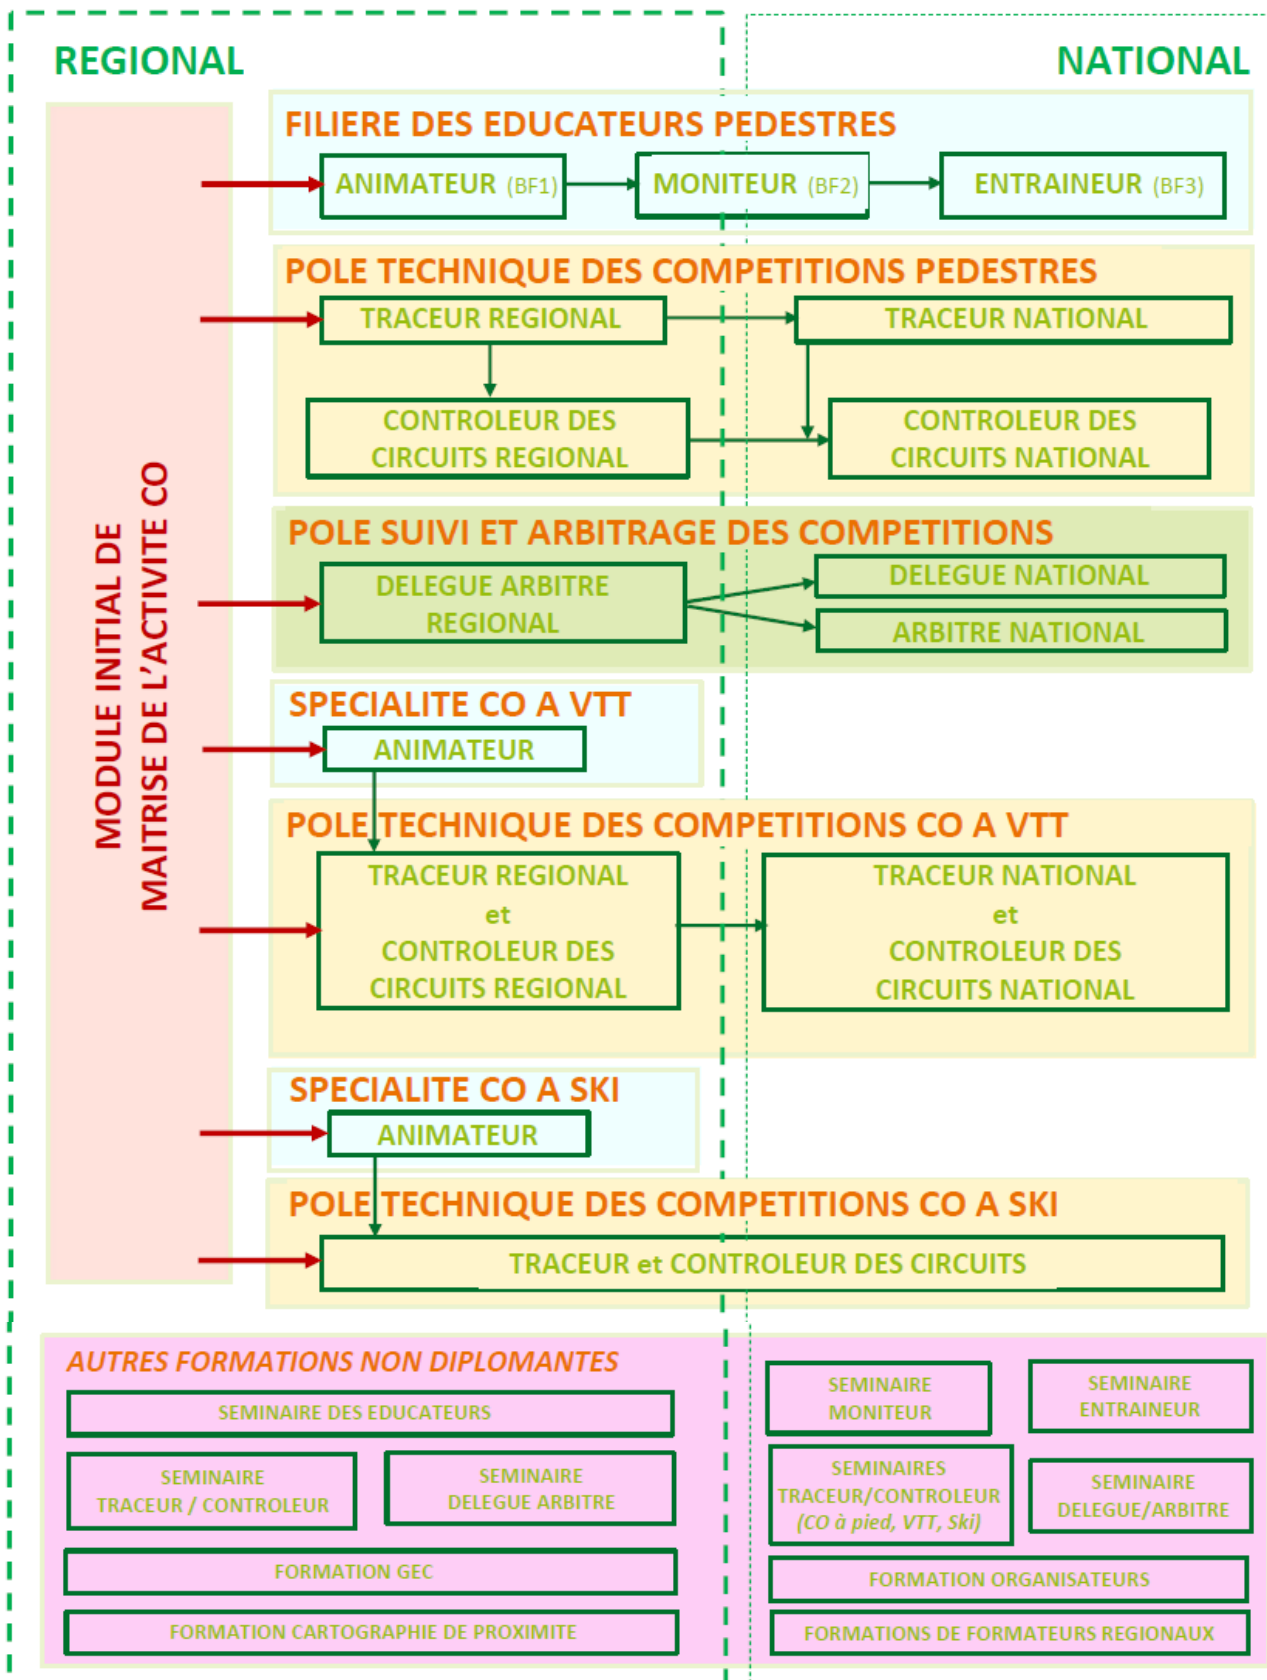 REGIONAL
NATIONAL
MODULE INITIAL DE
MAITRISE DE L'ACTIVITE CO
FILIERE DES EDUCATEURS PEDESTRES
ANIMATEUR (BF1)
MONITEUR (BF2)
ENTRAINEUR (BF3)
POLE TECHNIQUE DES COMPETITIONS PEDESTRES
TRACEUR REGIONAL
TRACEUR NATIONAL
CONTROLEUR DES
CIRCUITS REGIONAL
CONTROLEUR DES
CIRCUITS NATIONAL
POLE SUIVI ET ARBITRAGE DES COMPETITIONS
DELEGUE ARBITRE
REGIONAL
DELEGUE NATIONAL
ARBITRE NATIONAL
SPECIALITE CO A VTT
ANIMATEUR
POLE TECHNIQUE DES COMPETITIONS CO A VTT
TRACEUR REGIONAL
et
CONTROLEUR DES
CIRCUITS REGIONAL
TRACEUR NATIONAL
et
CONTROLEUR DES
CIRCUITS NATIONAL
SPECIALITE CO A SKI
ANIMATEUR
POLE TECHNIQUE DES COMPETITIONS CO A SKI
TRACEUR et CONTROLEUR DES CIRCUITS
AUTRES FORMATIONS NON DIPLOMANTES
SEMINAIRE DES EDUCATEURS
SEMINAIRE
TRACEUR / CONTROLEUR
SEMINAIRE
DELEGUE ARBITRE
FORMATION GEC
FORMATION CARTOGRAPHIE DE PROXIMITE
SEMINAIRE
MONITEUR
SEMINAIRE
ENTRAINEUR
SEMINAIRES
TRACEUR/CONTROLEUR
(CO à pied, VTT, Ski)
SEMINAIRE
DELEGUE/ARBITRE
FORMATION ORGANISATEURS
FORMATIONS DE FORMATEURS REGIONAUX